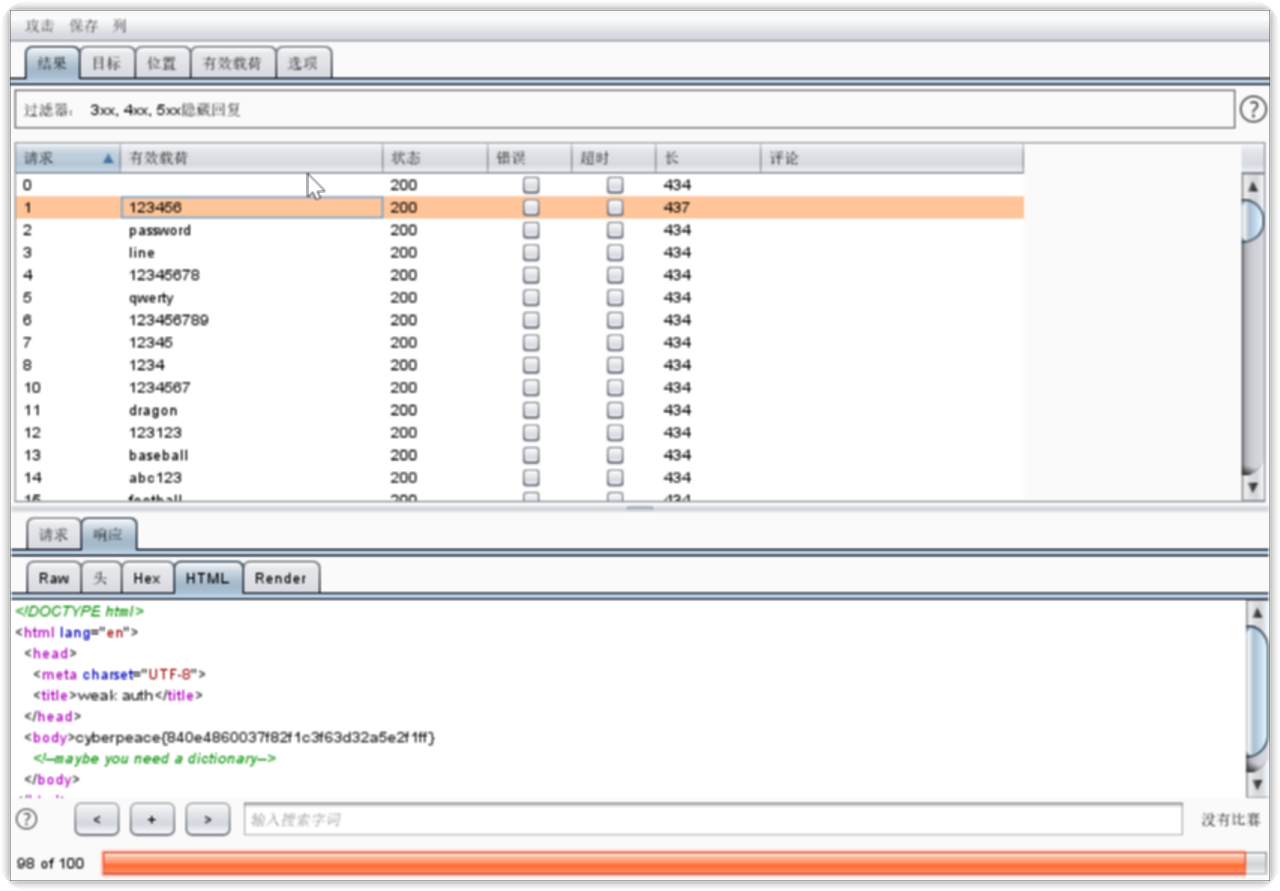 攻击 保存 列
结果 目标 位置 有效载荷 选项
过滤器: 3xx, 4xx, 5xx隐藏回复 ?
请求 有效载荷 状态 错误 超时 长 评论
0 200 434
1 123456 200 437
2 password 200 434
3 line 200 434
4 12345678 200 434
5 qwerty 200 434
6 123456789 200 434
7 12345 200 434
8 1234 200 434
10 1234567 200 434
11 dragon 200 434
12 123123 200 434
13 baseball 200 434
14 abc123 200 434
15 football 200 434
请求 响应
Raw 头 Hex HTML Render
<!DOCTYPE html>
<html lang="en">
<head>
<meta charset="UTF-8">
<title>weak auth</title>
</head>
<body>cyberpeace{840e4860037f82f1c3f63d32a5e2f1ff}
<!--maybe you need a dictionary-->
</body>
? < + > 输入搜索字词 没有比赛
98 of 100